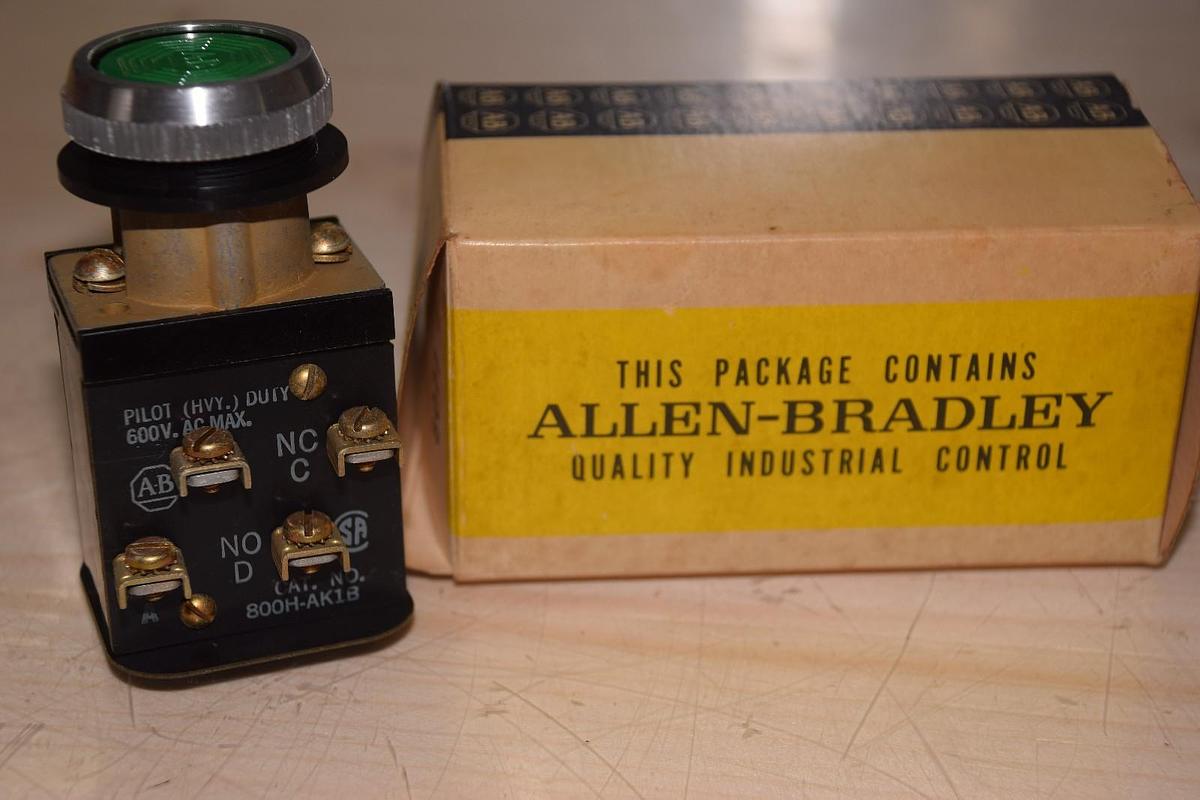 PILOT (HVY.) DUTY
600V. AC MAX.
NC
C
A-B
NO
D
SA
A
CAT. NO.
800H-AK1B
THIS PACKAGE CONTAINS
ALLEN-BRADLEY
QUALITY INDUSTRIAL CONTROL